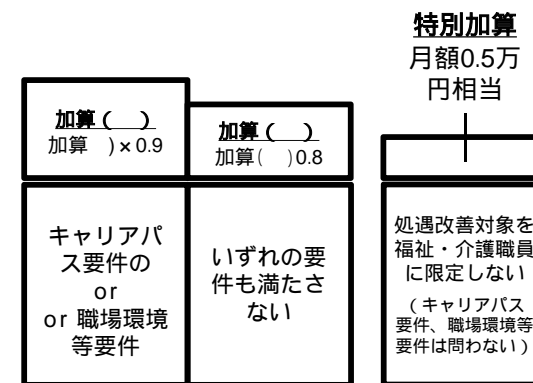 特別加算
月額0.5万
円相当
加算(　)
加算　)×0.9
加算(　)
加算(　)0.8
キャリアパ
ス要件の
or
or 職場環境
等要件
いずれの要
件も満たさ
ない
処遇改善対象を
福祉・介護職員
に限定しない
(キャリアパス
要件、職場環境等
要件は問わない)